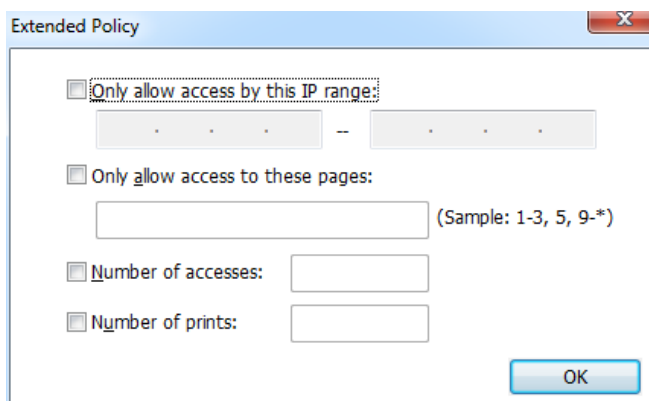 Extended Policy
Only allow access by this IP range:
. . . -- . . .
Only allow access to these pages:
(Sample: 1-3, 5, 9-*)
Number of accesses:
Number of prints:
OK